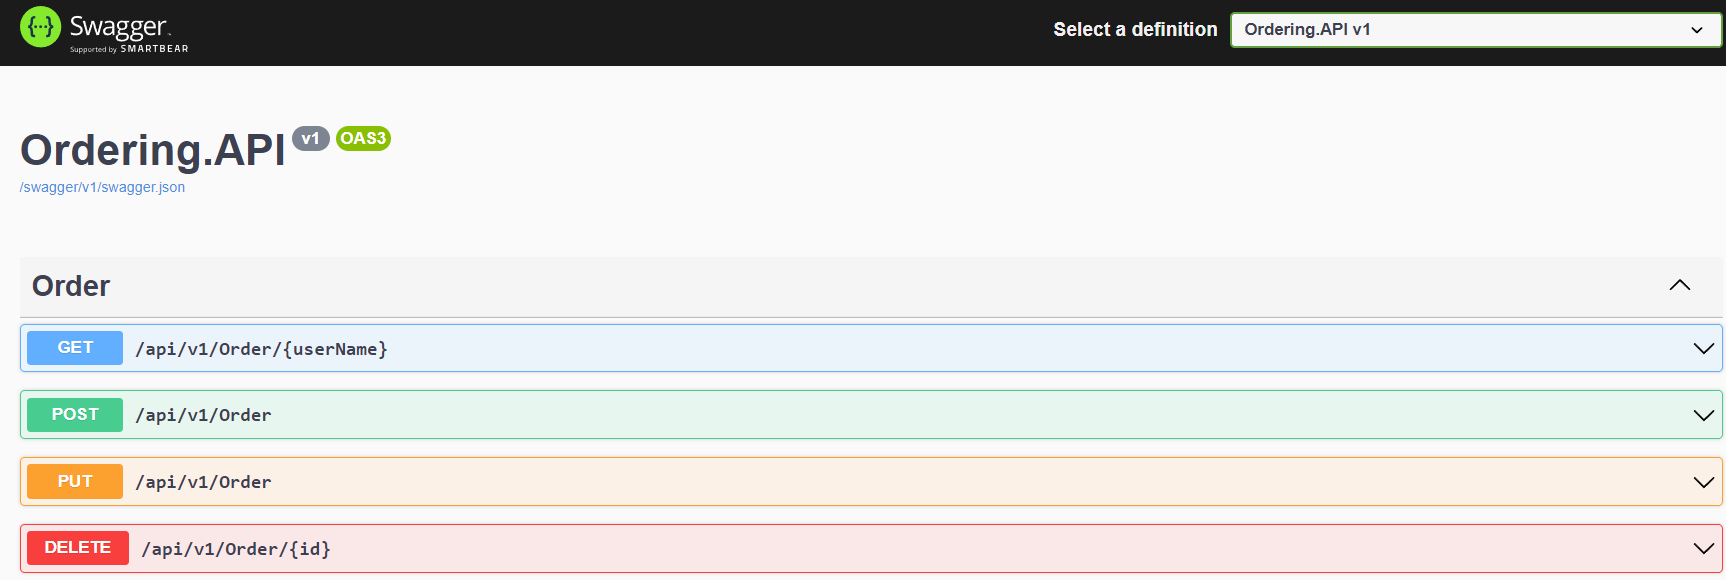 {···} Swagger
Supported by SMARTBEAR
Select a definition
Ordering.API v1
Ordering.API v1 OAS3
/swagger/v1/swagger.json
Order
GET /api/v1/Order/{userName}
POST /api/v1/Order
PUT /api/v1/Order
DELETE /api/v1/Order/{id}